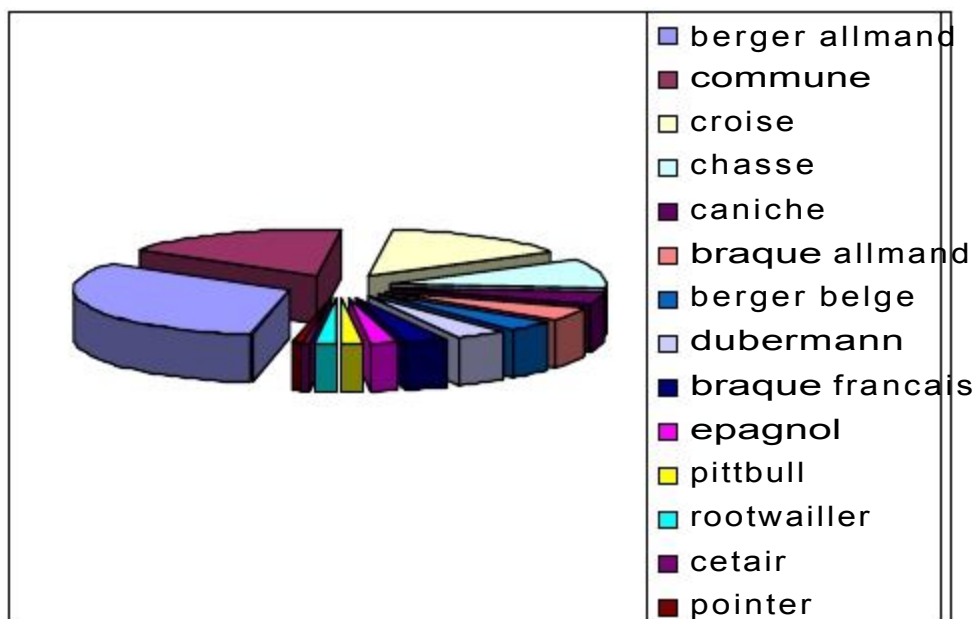 berger allmand
commune
croise
chasse
caniche
braque allmand
berger belge
dubermann
braque francais
epagnol
pittbull
rootwailler
cetair
pointer